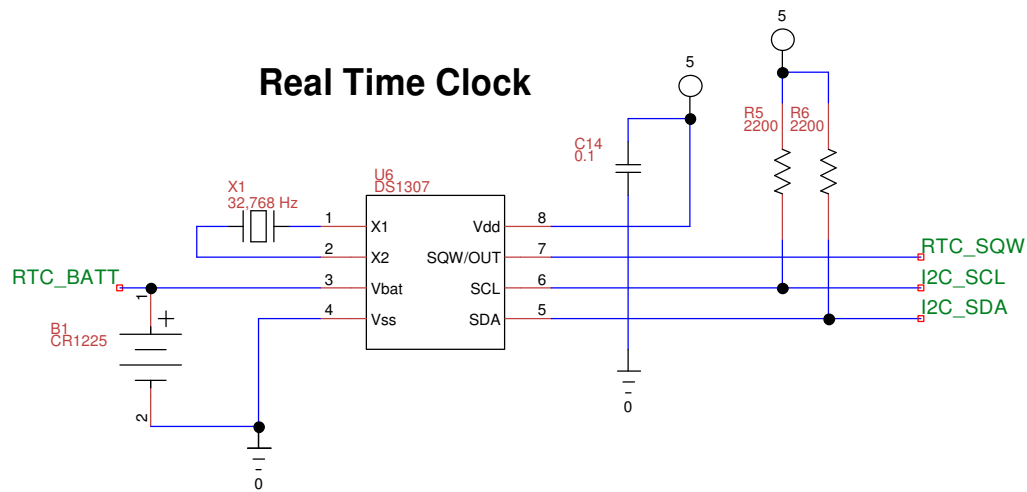 5
5
Real Time Clock
R5
2200
R6
2200
C14
0.1
U6
DS1307
X1
32,768 Hz
1
X1
Vdd
8
2
X2
SQW/OUT
7
RTC_SQW
RTC_BATT
3
Vbat
SCL
6
I2C_SCL
4
Vss
SDA
5
I2C_SDA
1
+
B1
CR1225
2
0
0